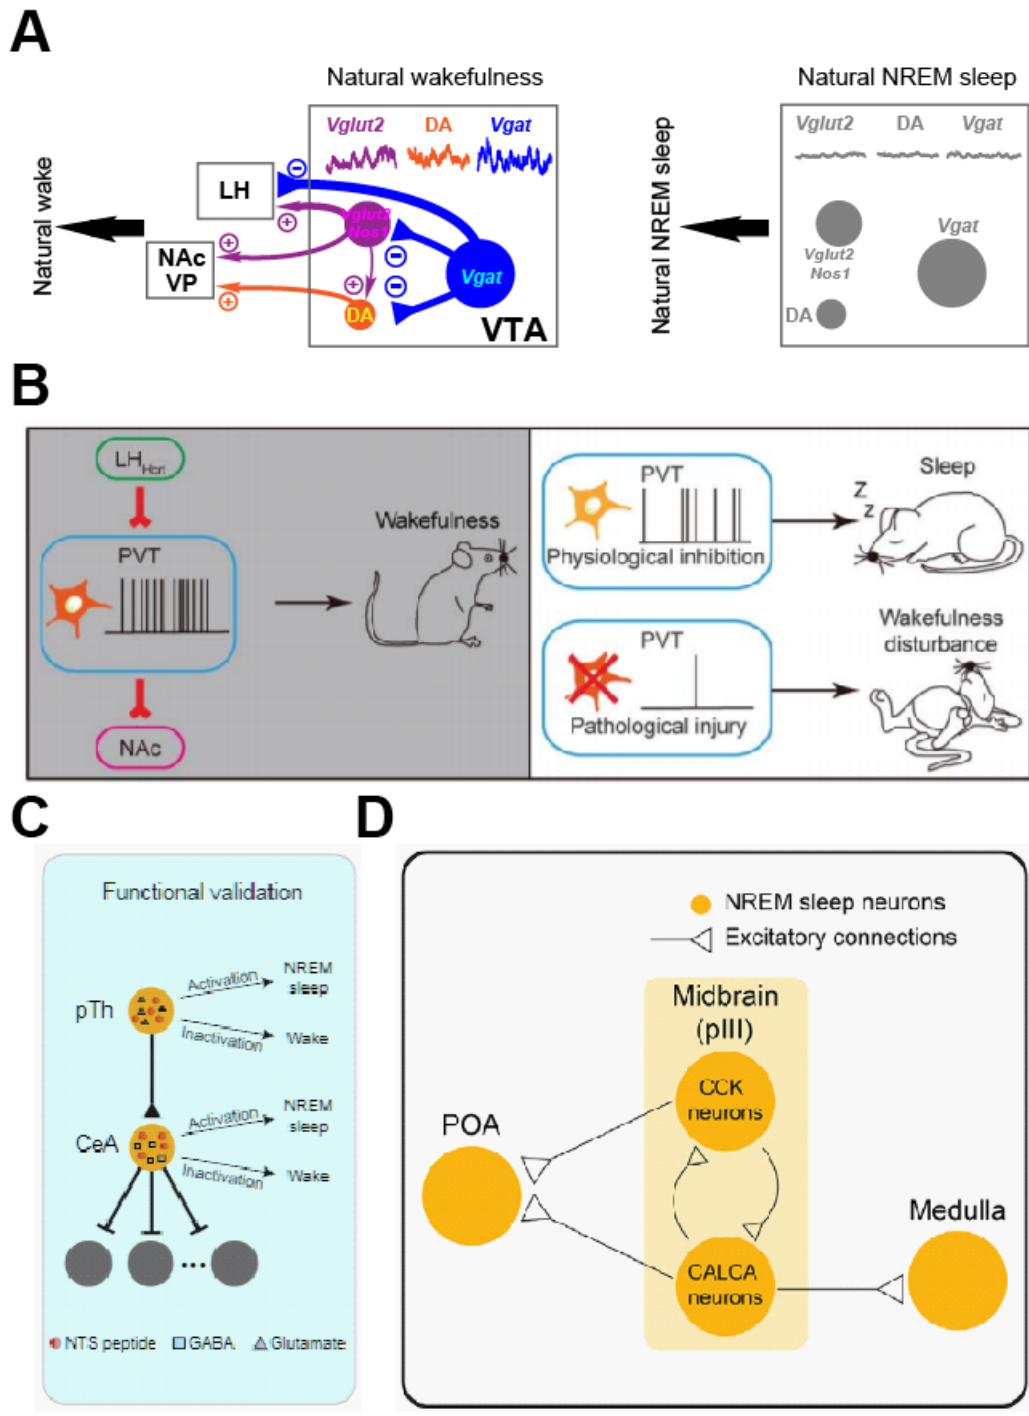 A
Natural wakefulness
Natural NREM sleep
Vglut2 DA Vgat
Vglut2 DA Vgat
Natural wake
LH
NAc
VP
Vglut2
Nos1
Vgat
DA
VTA
Natural NREM sleep
Vglut2
Nos1
Vgat
DA
B
LH
PVT
NAc
Wakefulness
PVT
Physiological inhibition
Z
z
Sleep
PVT
Pathological injury
Wakefulness
disturbance
C
Functional validation
pTh
Activation
NREM
sleep
Inactivation
Wake
CeA
Activation
NREM
sleep
Inactivation
Wake
NTS peptide GABA Glutamate
D
NREM sleep neurons
Excitatory connections
Midbrain
(pIII)
CCK
neurons
POA
CALCA
neurons
Medulla